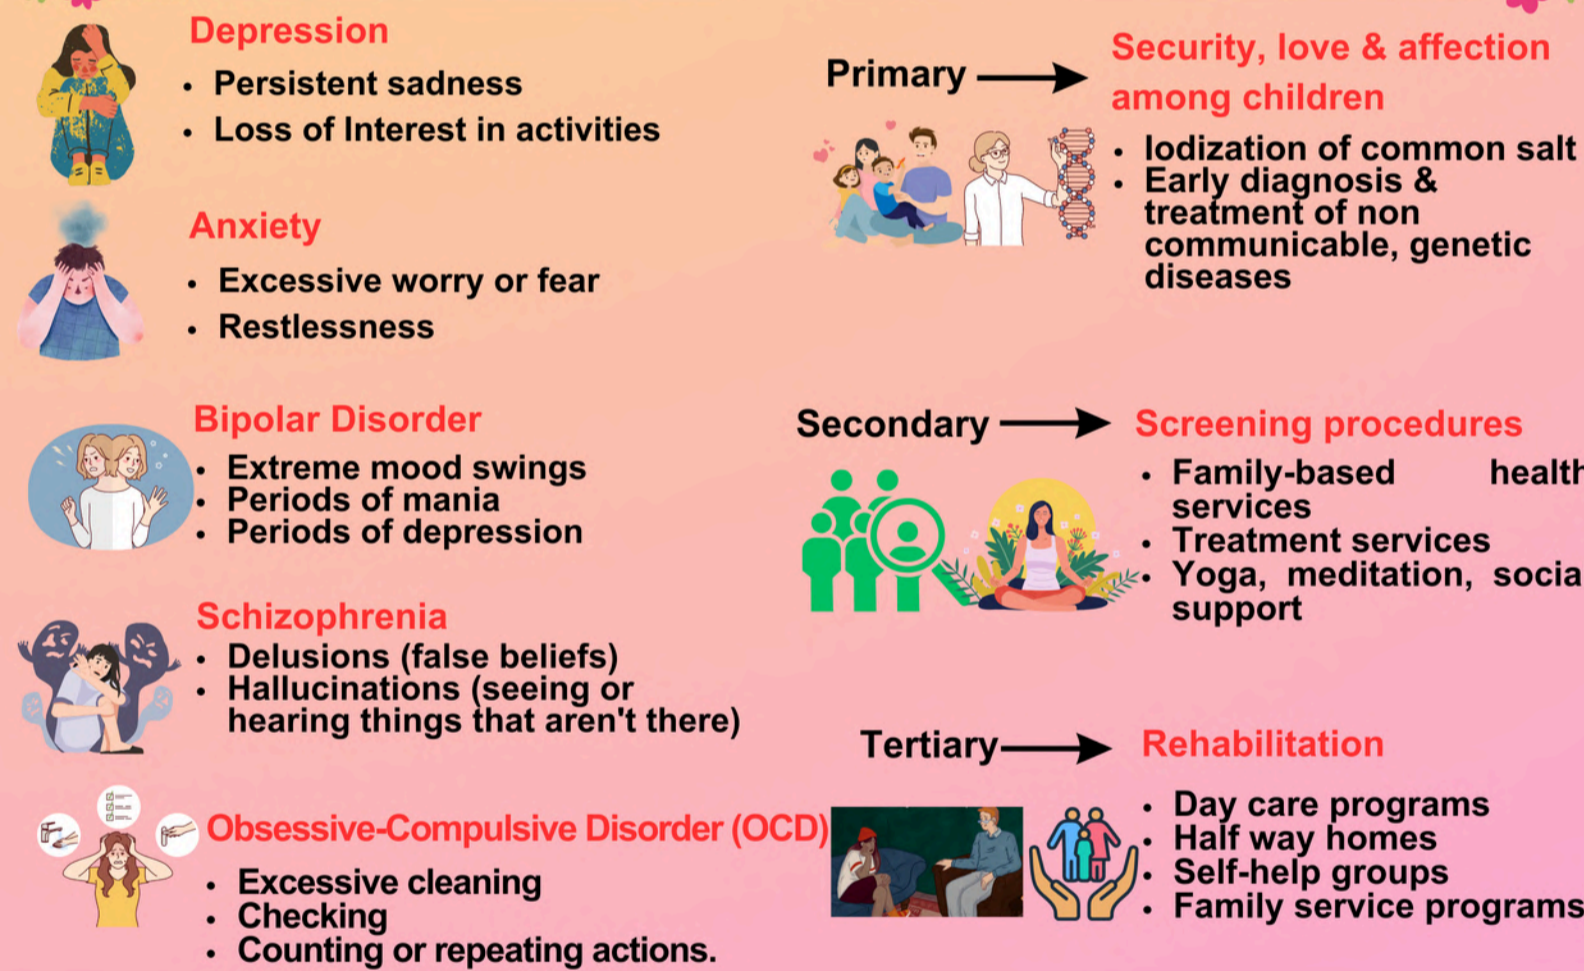 Depression
• Persistent sadness
• Loss of Interest in activities
Anxiety
• Excessive worry or fear
• Restlessness
Bipolar Disorder
• Extreme mood swings
• Periods of mania
• Periods of depression
Schizophrenia
• Delusions (false beliefs)
• Hallucinations (seeing or
hearing things that aren't there)
Obsessive-Compulsive Disorder (OCD)
• Excessive cleaning
• Checking
• Counting or repeating actions.
Primary
Security, love & affection
among children
• Iodization of common salt
• Early diagnosis &
treatment of non
communicable, genetic
diseases
Secondary
Screening procedures
• Family-based health
services
• Treatment services
• Yoga, meditation, socia
support
Tertiary
Rehabilitation
• Day care programs
• Half way homes
• Self-help groups
• Family service programs